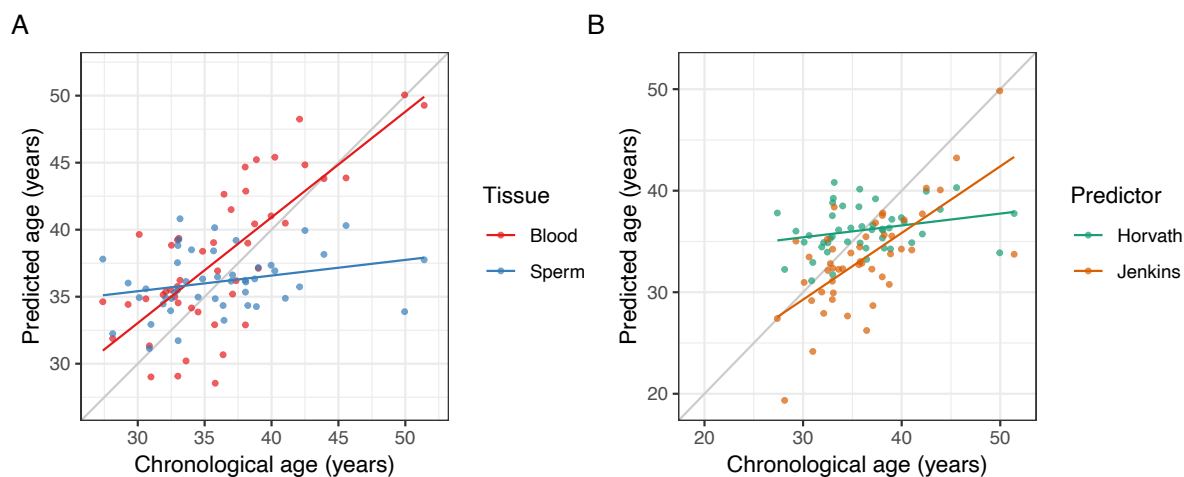 A
Predicted age (years)
50
45
40
35
30
30
35
40
45
50
Chronological age (years)
Tissue
Blood
Sperm
B
Predicted age (years)
50
40
30
20
20
30
40
50
Chronological age (years)
Predictor
Horvath
Jenkins